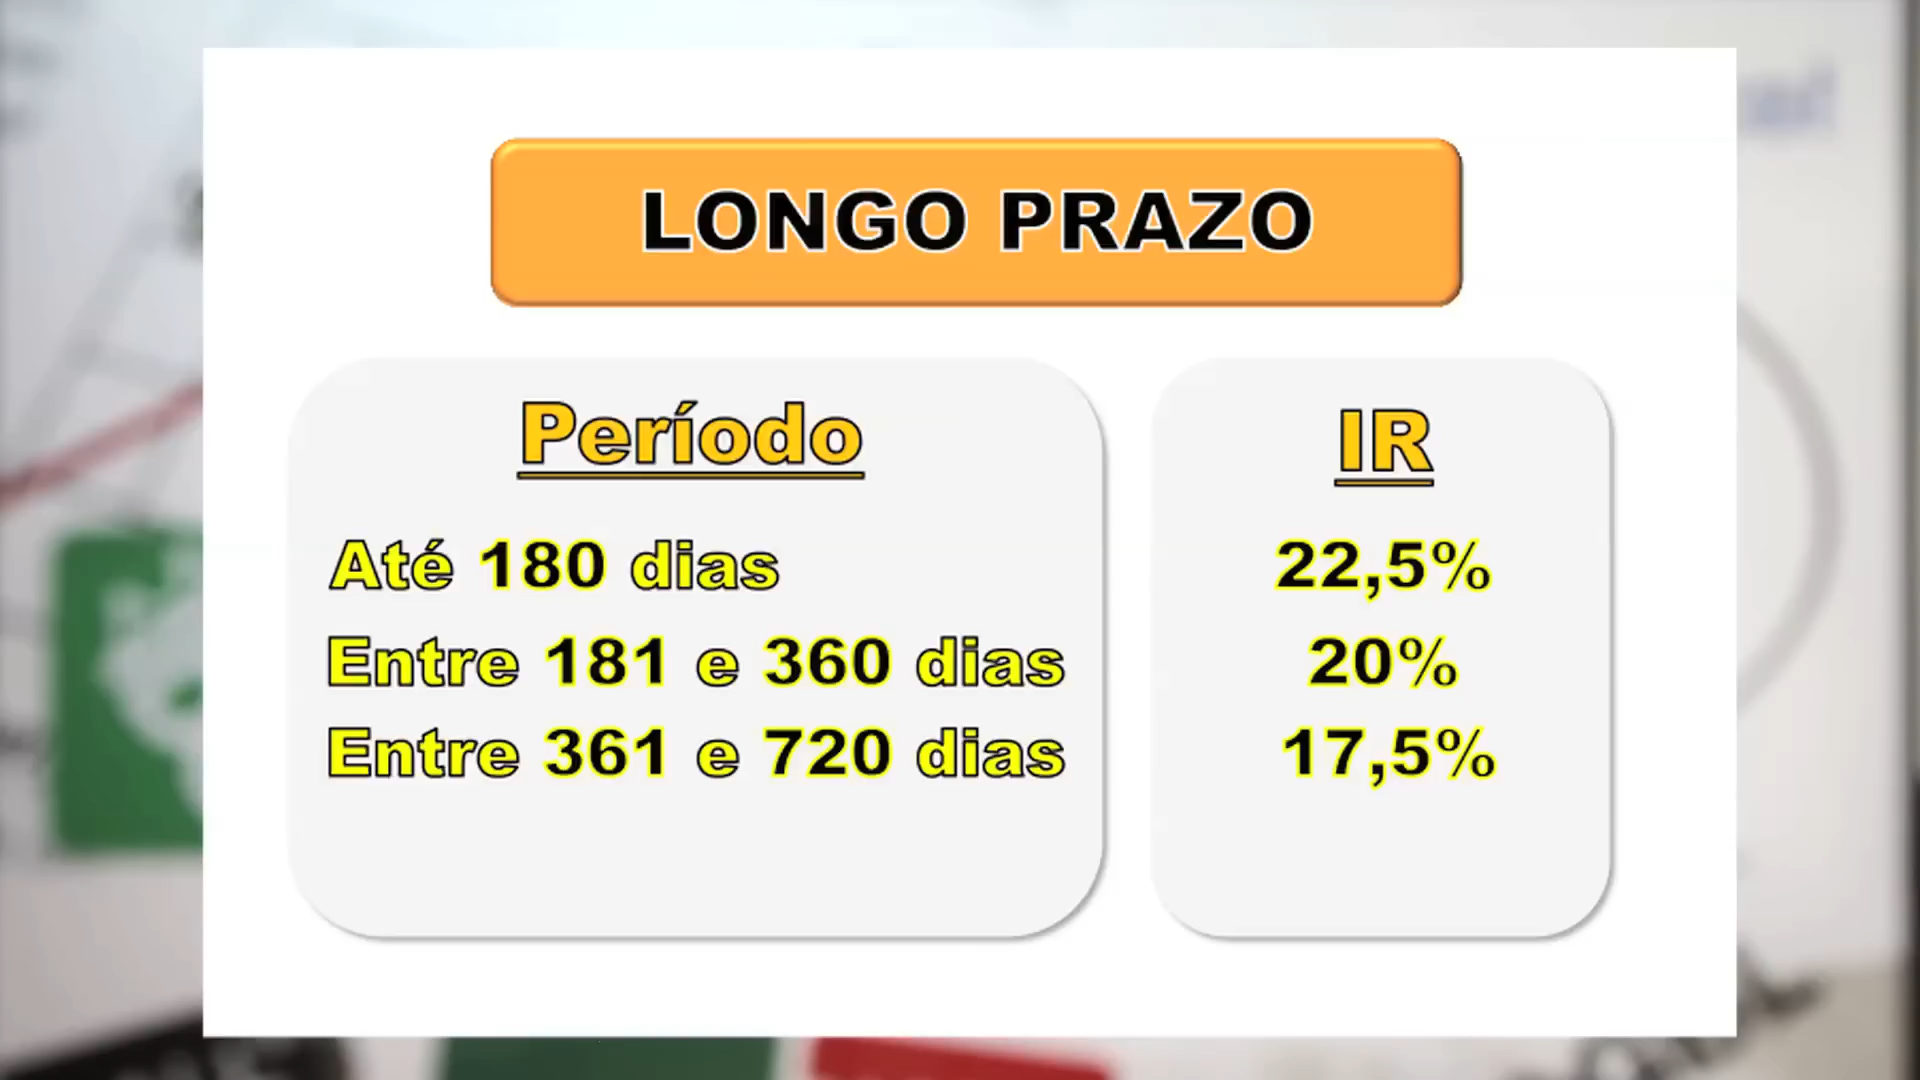 LONGO PRAZO
Período
IR
Até 180 dias
22,5%
Entre 181 e 360 dias
20%
Entre 361 e 720 dias
17,5%